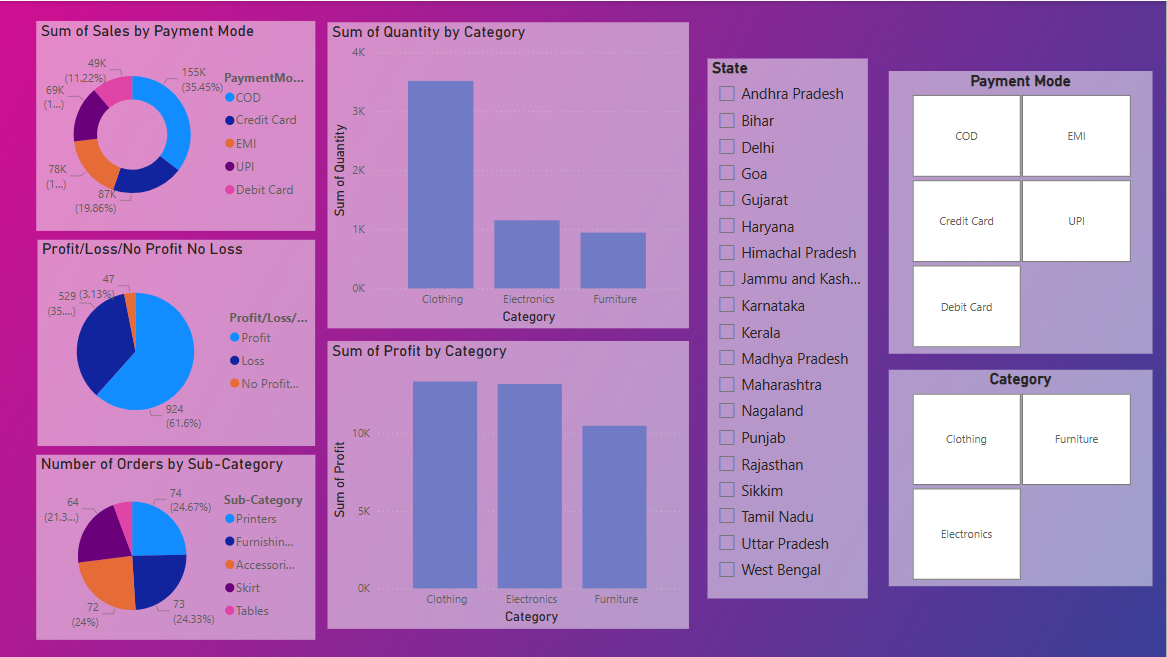 Sum of Sales by Payment Mode
49K
(11.22%)
155K
(35.45%)
69K
(1...)
78K
(1...)
87K
(19.86%)
PaymentMo...
COD
Credit Card
EMI
UPI
Debit Card
Profit/Loss/No Profit No Loss
47
(3.13%)
529
(35....)
924
(61.6%)
Profit/Loss/...
Profit
Loss
No Profit...
Number of Orders by Sub-Category
74
(24.67%)
64
(21.3...)
72
(24%)
73
(24.33%)
Sub-Category
Printers
Furnishin...
Accessori...
Skirt
Tables
Sum of Quantity by Category
Sum of Quantity
4K
3K
2K
1K
0K
Clothing Electronics Furniture
Category
Sum of Profit by Category
Sum of Profit
10K
5K
0K
Clothing Electronics Furniture
Category
State
Andhra Pradesh
Bihar
Delhi
Goa
Gujarat
Haryana
Himachal Pradesh
Jammu and Kash...
Karnataka
Kerala
Madhya Pradesh
Maharashtra
Nagaland
Punjab
Rajasthan
Sikkim
Tamil Nadu
Uttar Pradesh
West Bengal
Payment Mode
COD EMI
Credit Card UPI
Debit Card
Category
Clothing Furniture
Electronics